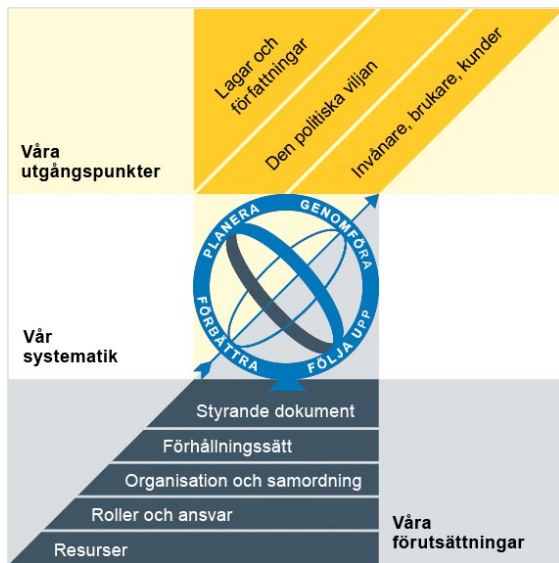 Lagar och
författningar
Den politiska viljan
Invånare, brukare, kunder
Våra
utgångspunkter
PLANERA
GENOMFÖRA
FÖLJA UPP
FÖRBÄTTRA
Vår
systematik
Styrande dokument
Förhållningssätt
Organisation och samordning
Roller och ansvar
Resurser
Våra
förutsättningar